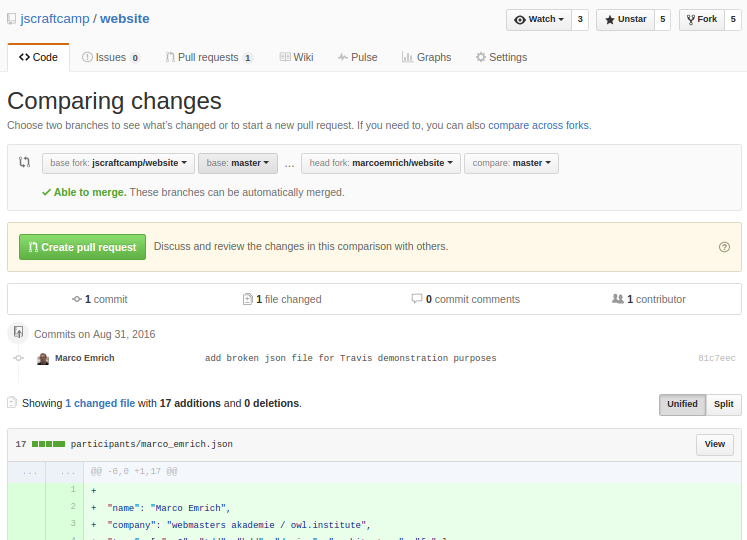 jscraftcamp / website
Watch 3 Unstar 5 Fork 5
Code Issues 0 Pull requests 1 Wiki Pulse Graphs Settings
Comparing changes
Choose two branches to see what's changed or to start a new pull request. If you need to, you can also compare across forks.
base fork: jscraftcamp/website base: master ... head fork: marcoemrich/website compare: master
Able to merge. These branches can be automatically merged.
Create pull request Discuss and review the changes in this comparison with others.
1 commit 1 file changed 0 commit comments 1 contributor
Commits on Aug 31, 2016
Marco Emrich add broken json file for Travis demonstration purposes 81c7eec
Showing 1 changed file with 17 additions and 0 deletions. Unified Split
17 participants/marco_emrich.json View
... ... @@ -0,0 +1,17 @@
1 +
2 + "name": "Marco Emrich",
3 + "company": "webmasters akademie / owl.institute",